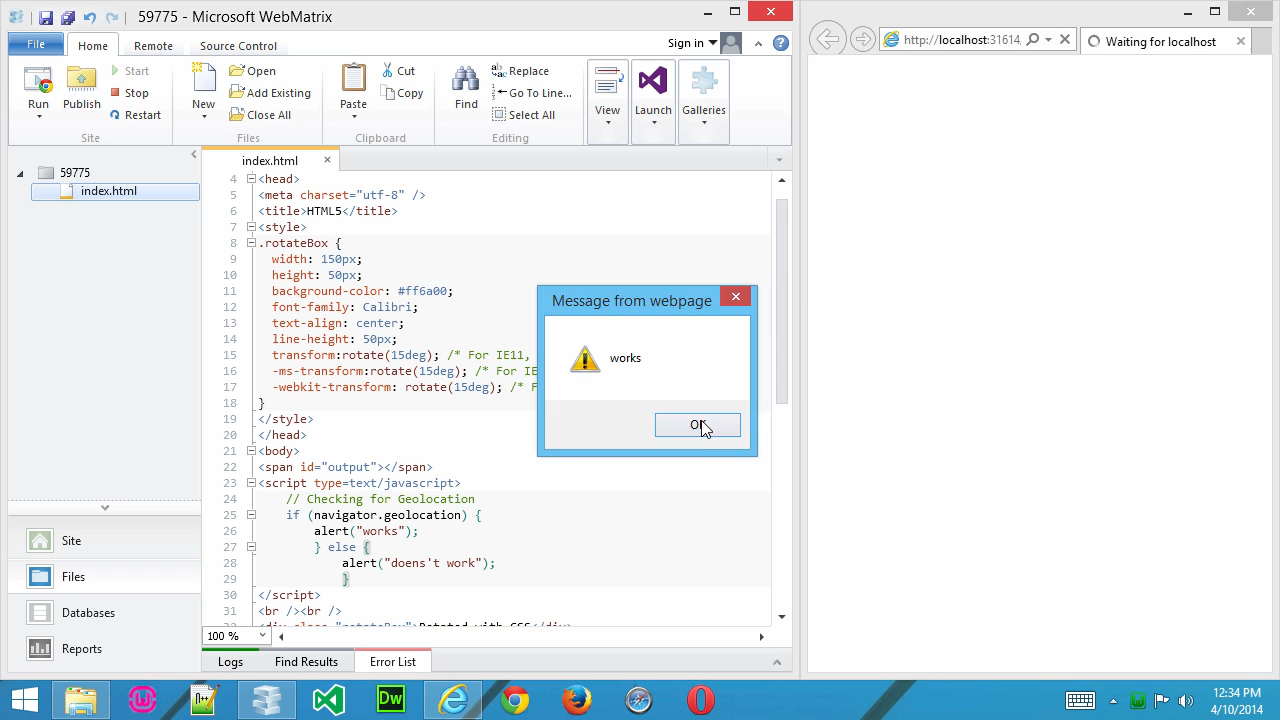 59775 - Microsoft WebMatrix
File
Home
Remote
Source Control
Sign in
Run
Publish
Start
Stop
Restart
Site
New
Open
Add Existing
Close All
Files
Paste
Cut
Copy
Clipboard
Find
Replace
Go To Line...
Select All
Editing
View
Launch
Galleries
http://localhost:31614,
Waiting for localhost
59775
index.html
index.html
4 <head>
5 <meta charset="utf-8" />
6 <title>HTML5</title>
7 <style>
8 .rotateBox {
9 width: 150px;
10 height: 50px;
11 background-color: #ff6a00;
12 font-family: Calibri;
13 text-align: center;
14 line-height: 50px;
15 transform:rotate(15deg); /* For IE11,
16 -ms-transform:rotate(15deg); /* For IE
17 -webkit-transform: rotate(15deg); /* F
18 }
19 </style>
20 </head>
21 <body>
22 <span id="output"></span>
23 <script type=text/javascript>
24 // Checking for Geolocation
25 if (navigator.geolocation) {
26 alert("works");
27 } else {
28 alert("doens't work");
29 }
30 </script>
31 <br /><br />
<div class="rotateBox">Rotated with CSS</div>
Message from webpage
works
OK
Site
Files
Databases
Reports
100 %
Logs
Find Results
Error List
Dw
12:34 PM
4/10/2014